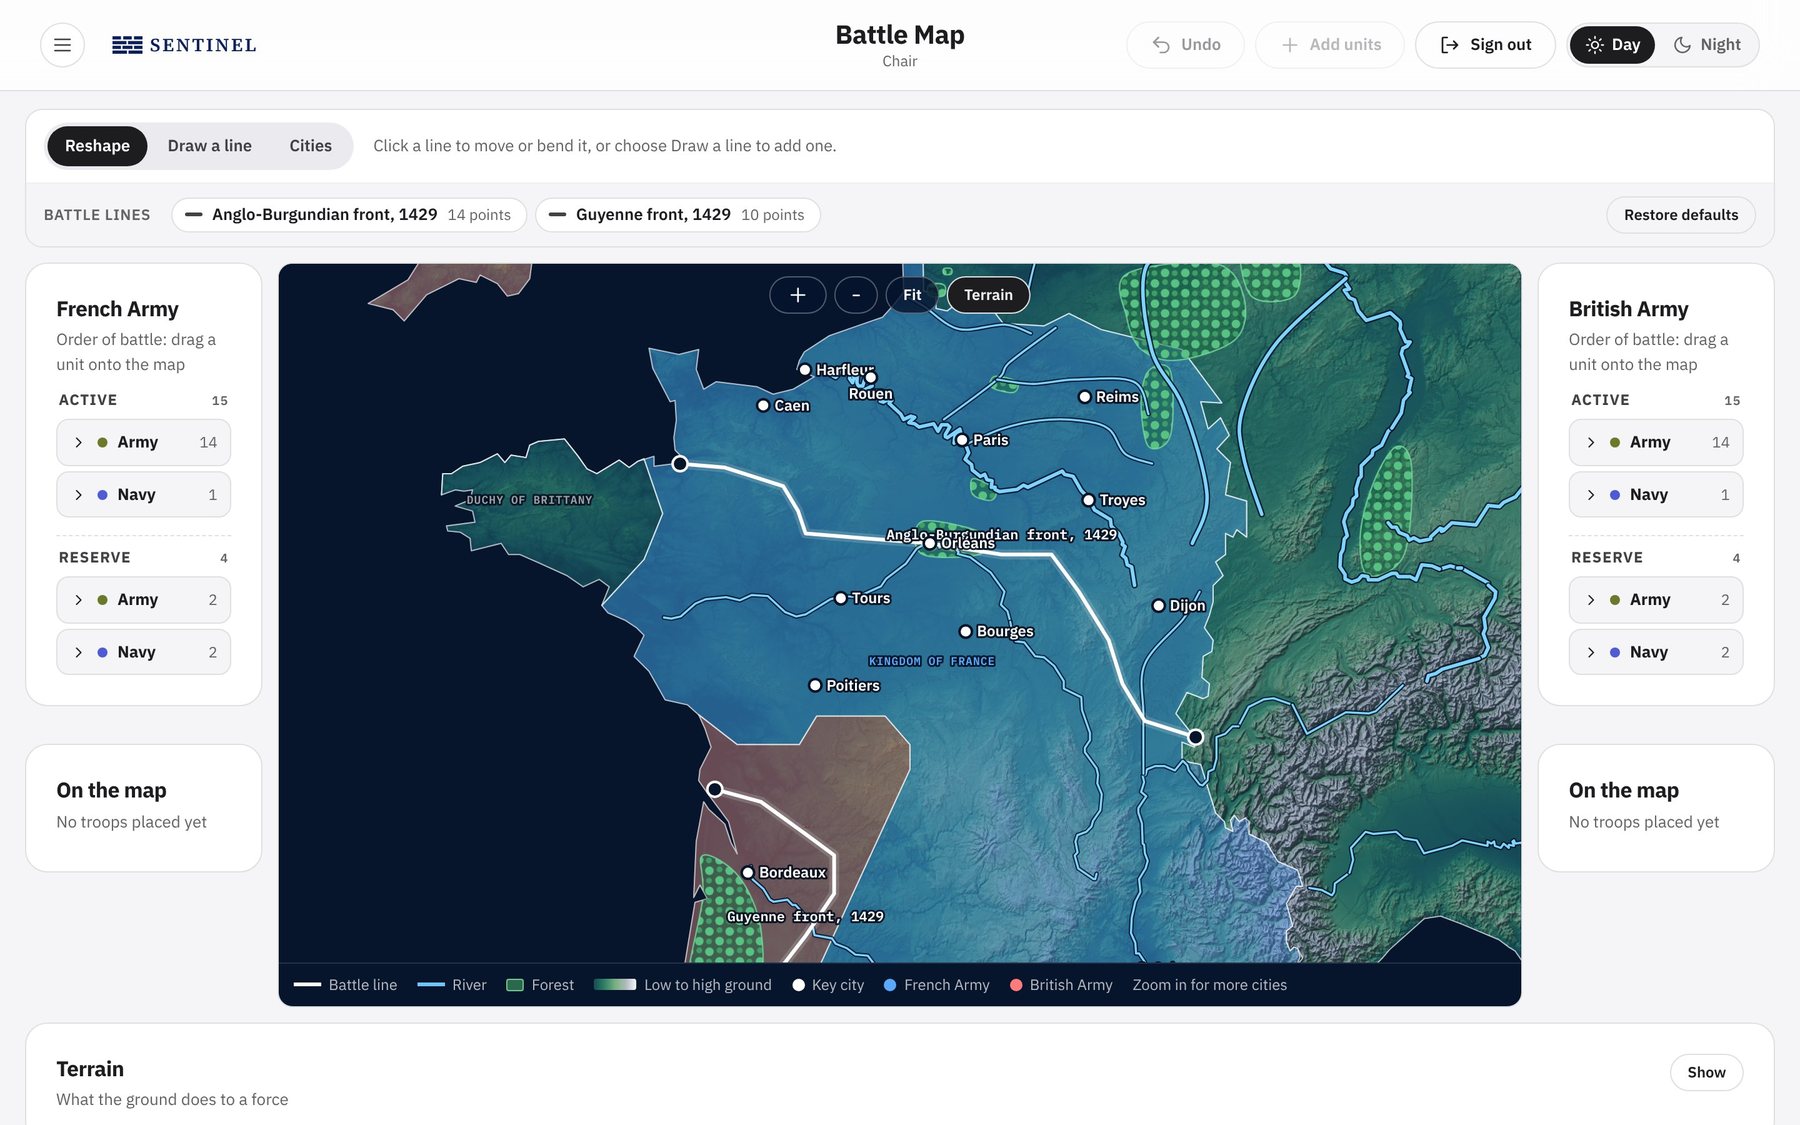 SENTINEL
Battle Map
Chair
Undo
Add units
Sign out
Day
Night
Reshape
Draw a line
Cities
Click a line to move or bend it, or choose Draw a line to add one.
BATTLE LINES
Anglo-Burgundian front, 1429 14 points
Guyenne front, 1429 10 points
Restore defaults
French Army
Order of battle: drag a
unit onto the map
ACTIVE 15
Army 14
Navy 1
RESERVE 4
Army 2
Navy 2
On the map
No troops placed yet
+
-
Fit
Terrain
Harfleur
Rouen
Caen
Reims
Paris
DUCHY OF BRITTANY
Troyes
Anglo-Burgundian front, 1429
Orléans
Tours
Dijon
Bourges
KINGDOM OF FRANCE
Poitiers
Bordeaux
Guyenne front, 1429
Battle line
River
Forest
Low to high ground
Key city
French Army
British Army
Zoom in for more cities
British Army
Order of battle: drag a
unit onto the map
ACTIVE 15
Army 14
Navy 1
RESERVE 4
Army 2
Navy 2
On the map
No troops placed yet
Terrain
What the ground does to a force
Show